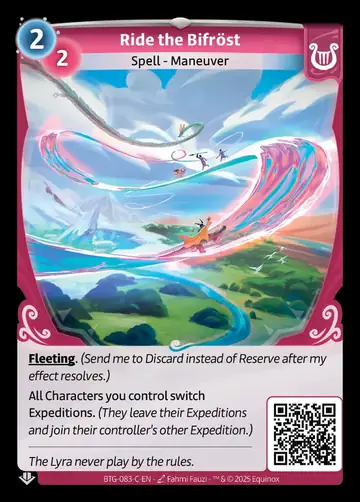 2
2
Ride the Bifröst
Spell - Maneuver
Fleeting. (Send me to Discard instead of Reserve after my
effect resolves.)
All Characters you control switch
Expeditions. (They leave their Expeditions
and join their controller's other Expedition.)
The Lyra never play by the rules.
BTG-083-C-EN - Fahmi Fauzi - ™ & © 2025 Equinox